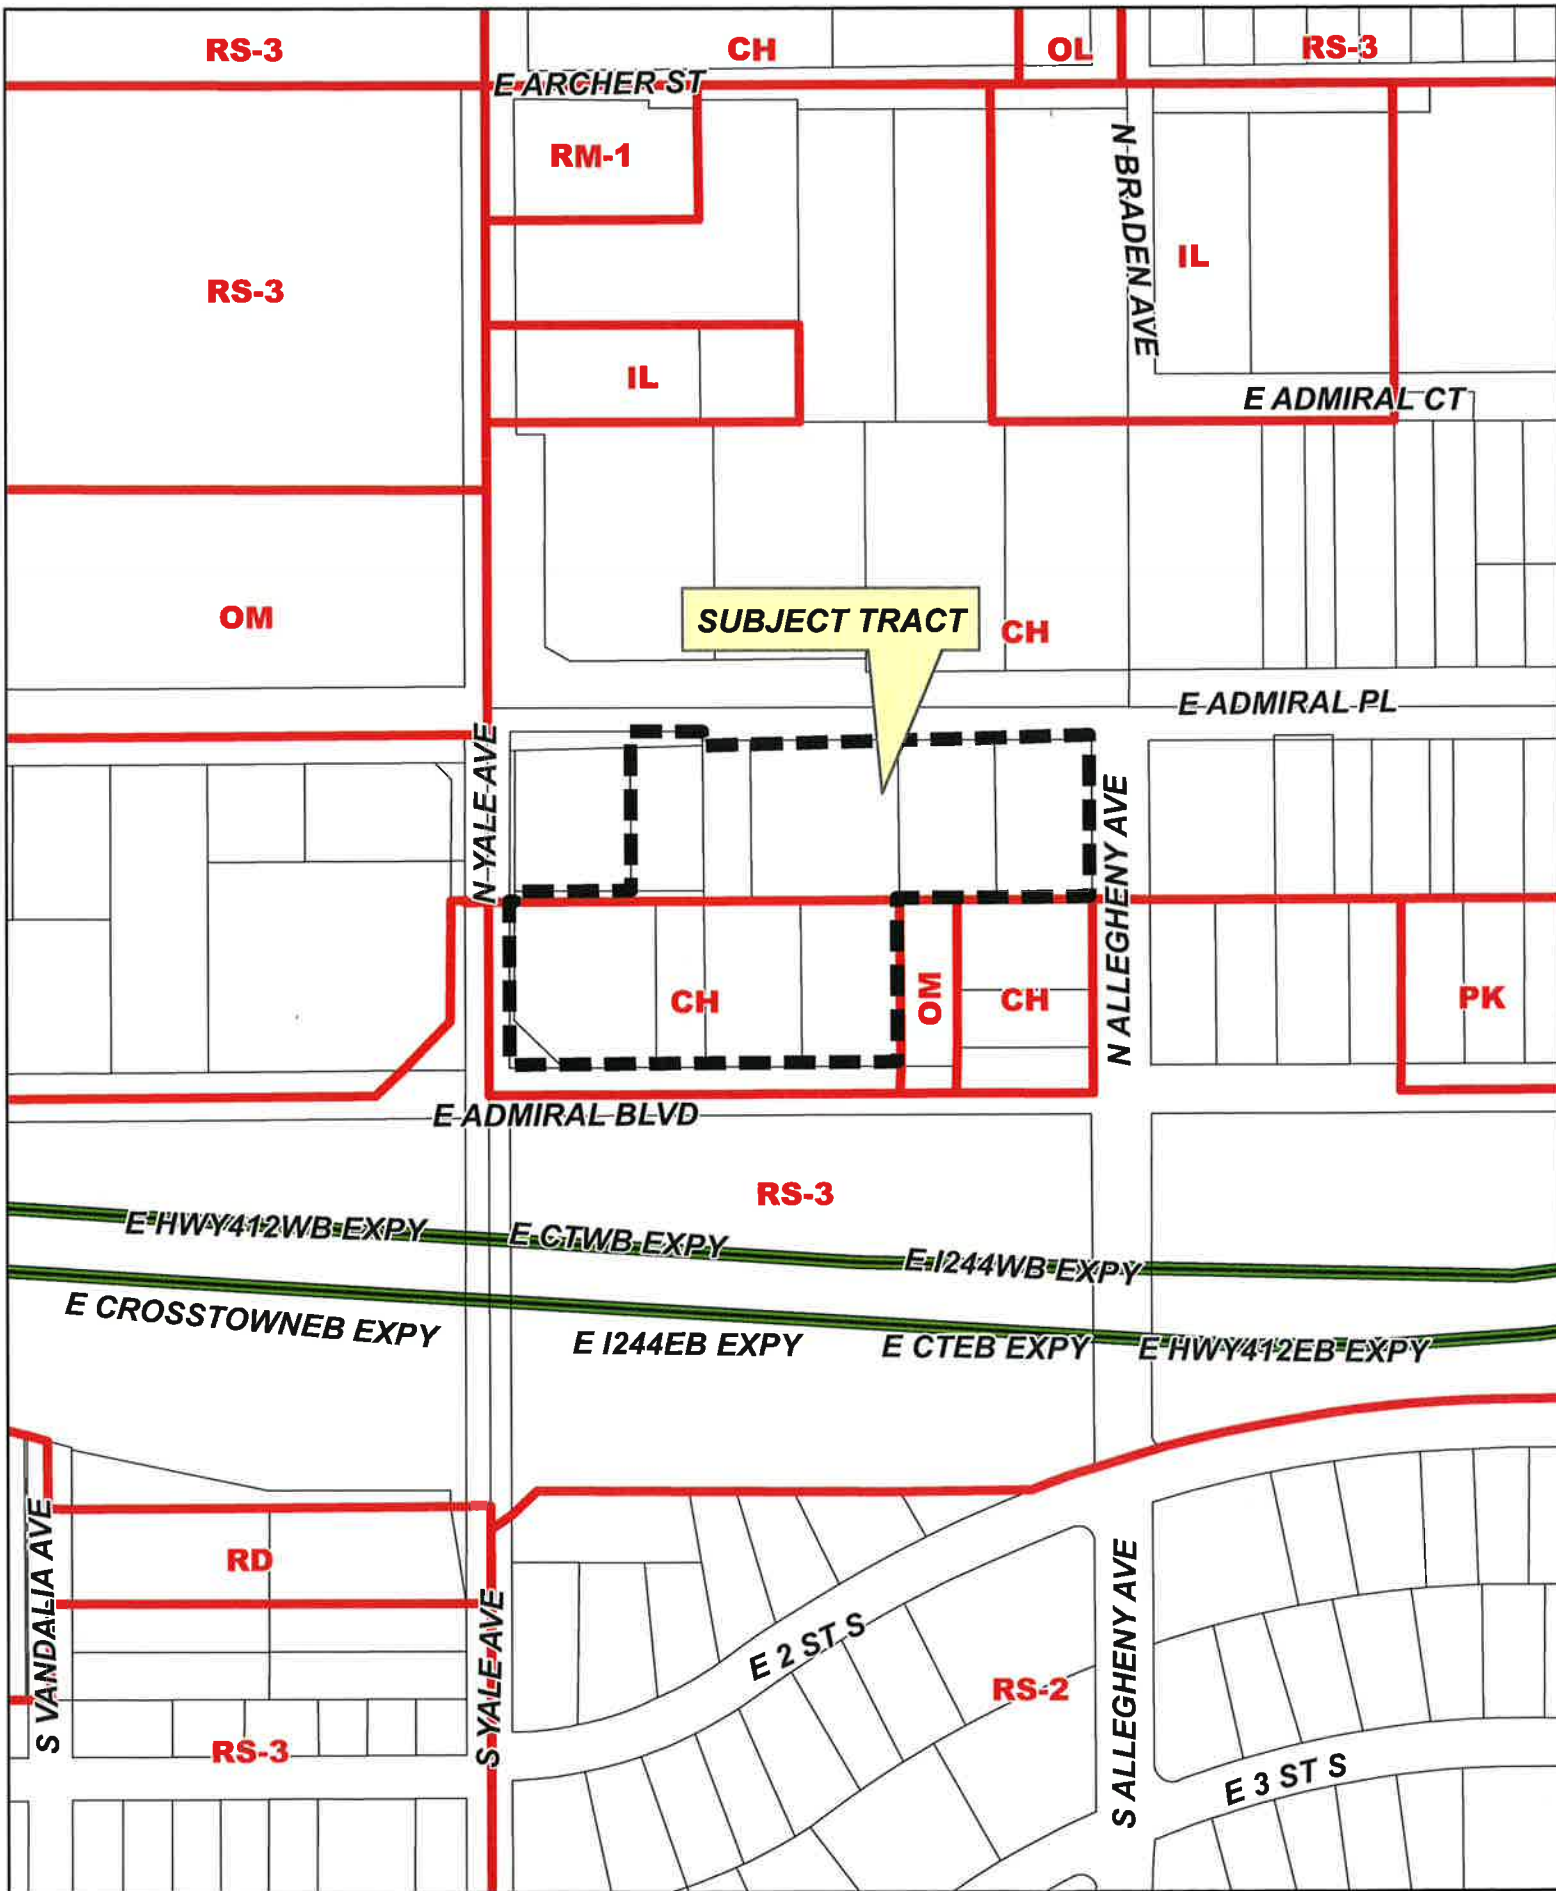 RS-3
CH
OL
RS-3
E ARCHER ST
RM-1
N BRADEN AVE
IL
RS-3
IL
E ADMIRAL CT
OM
SUBJECT TRACT
CH
E ADMIRAL PL
N YALE AVE
N ALLEGHENY AVE
CH
OM
CH
PK
E ADMIRAL BLVD
RS-3
E HWY412WB EXPY
E CTWB EXPY
E I244WB EXPY
E CROSSTOWNEB EXPY
E I244EB EXPY
E CTEB EXPY
E HWY412EB EXPY
S VANDALIA AVE
RD
S YALE AVE
E 2 ST S
S ALLEGHENY AVE
RS-2
RS-3
E 3 ST S